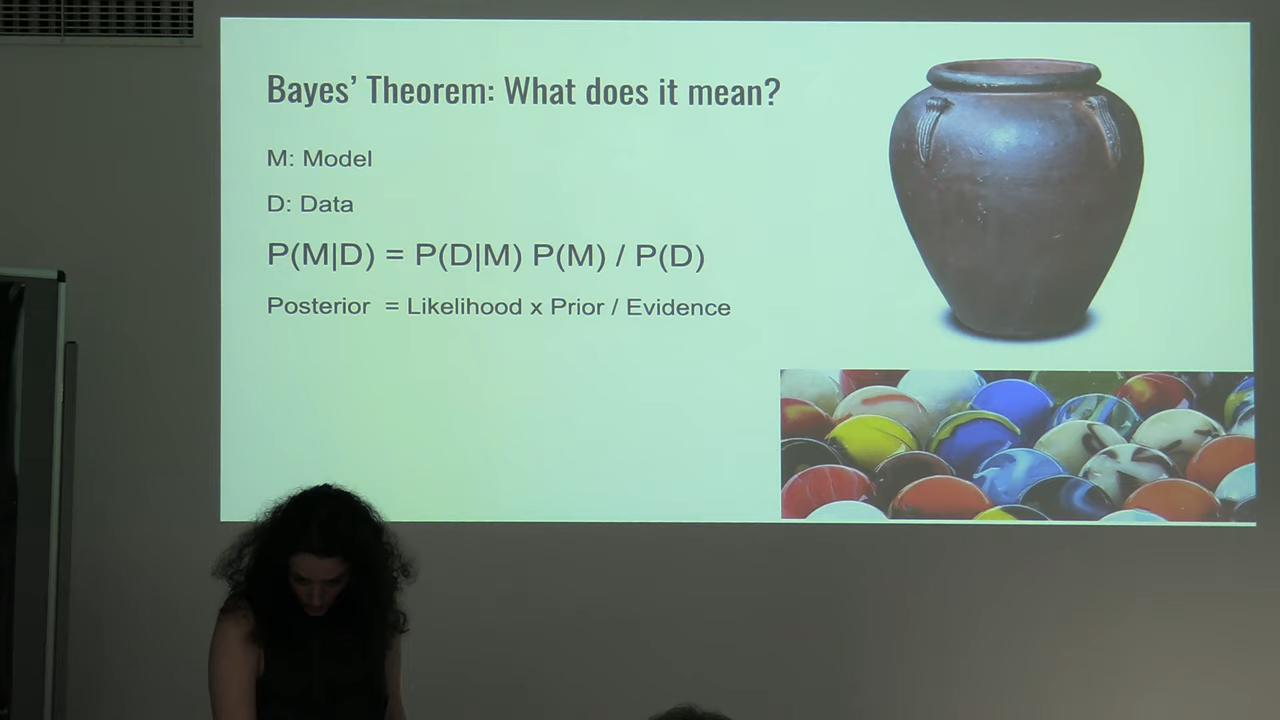 Bayes’ Theorem: What does it mean?
M: Model
D: Data
P(M|D) = P(D|M) P(M) / P(D)
Posterior = Likelihood x Prior / Evidence